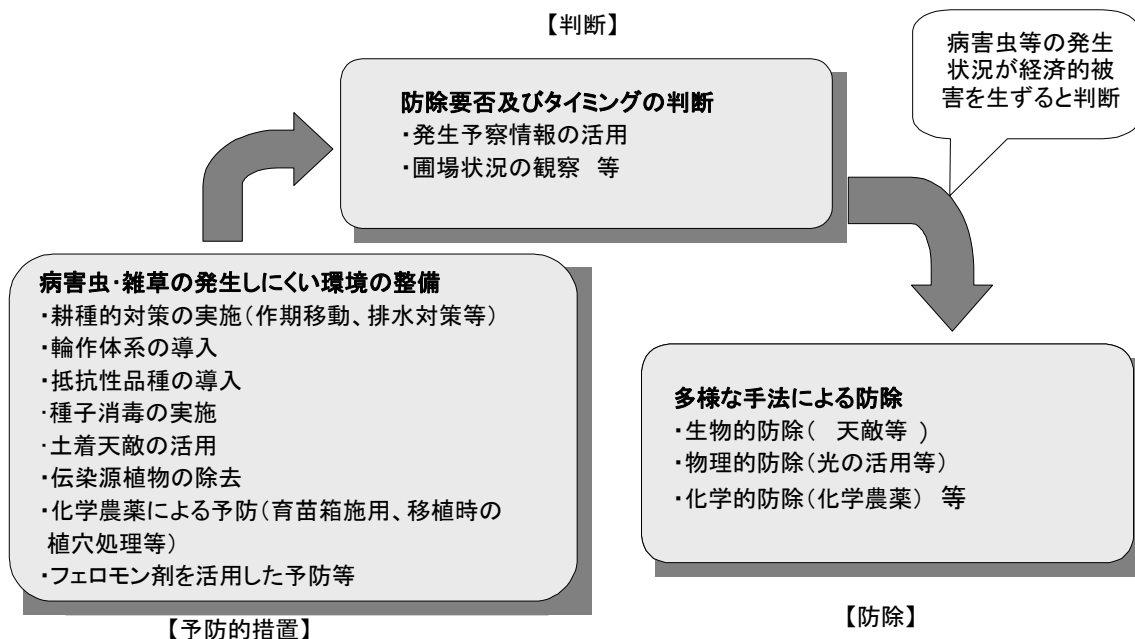 【判断】
病害虫等の発生
状況が経済的被
害を生ずると判断
防除要否及びタイミングの判断
・発生予察情報の活用
・圃場状況の観察 等
病害虫・雑草の発生しにくい環境の整備
・耕種的対策の実施(作期移動、排水対策等)
・輪作体系の導入
・抵抗性品種の導入
・種子消毒の実施
・土着天敵の活用
・伝染源植物の除去
・化学農薬による予防(育苗箱施用、移植時の
植穴処理等)
・フェロモン剤を活用した予防等
【予防的措置】
多様な手法による防除
・生物的防除( 天敵等 )
・物理的防除(光の活用等)
・化学的防除(化学農薬) 等
【防除】